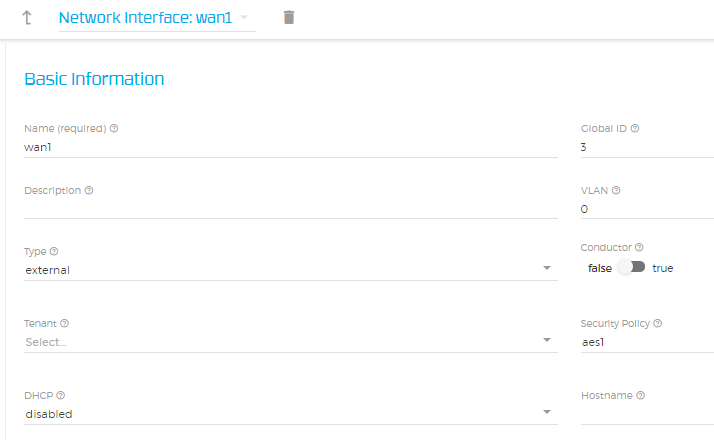 Network Interface: wan1
Basic Information
Name (required)
Global ID
wan1
3
Description
VLAN
0
Type
Conductor
external
false true
Tenant
Security Policy
Select...
aes1
DHCP
Hostname
disabled